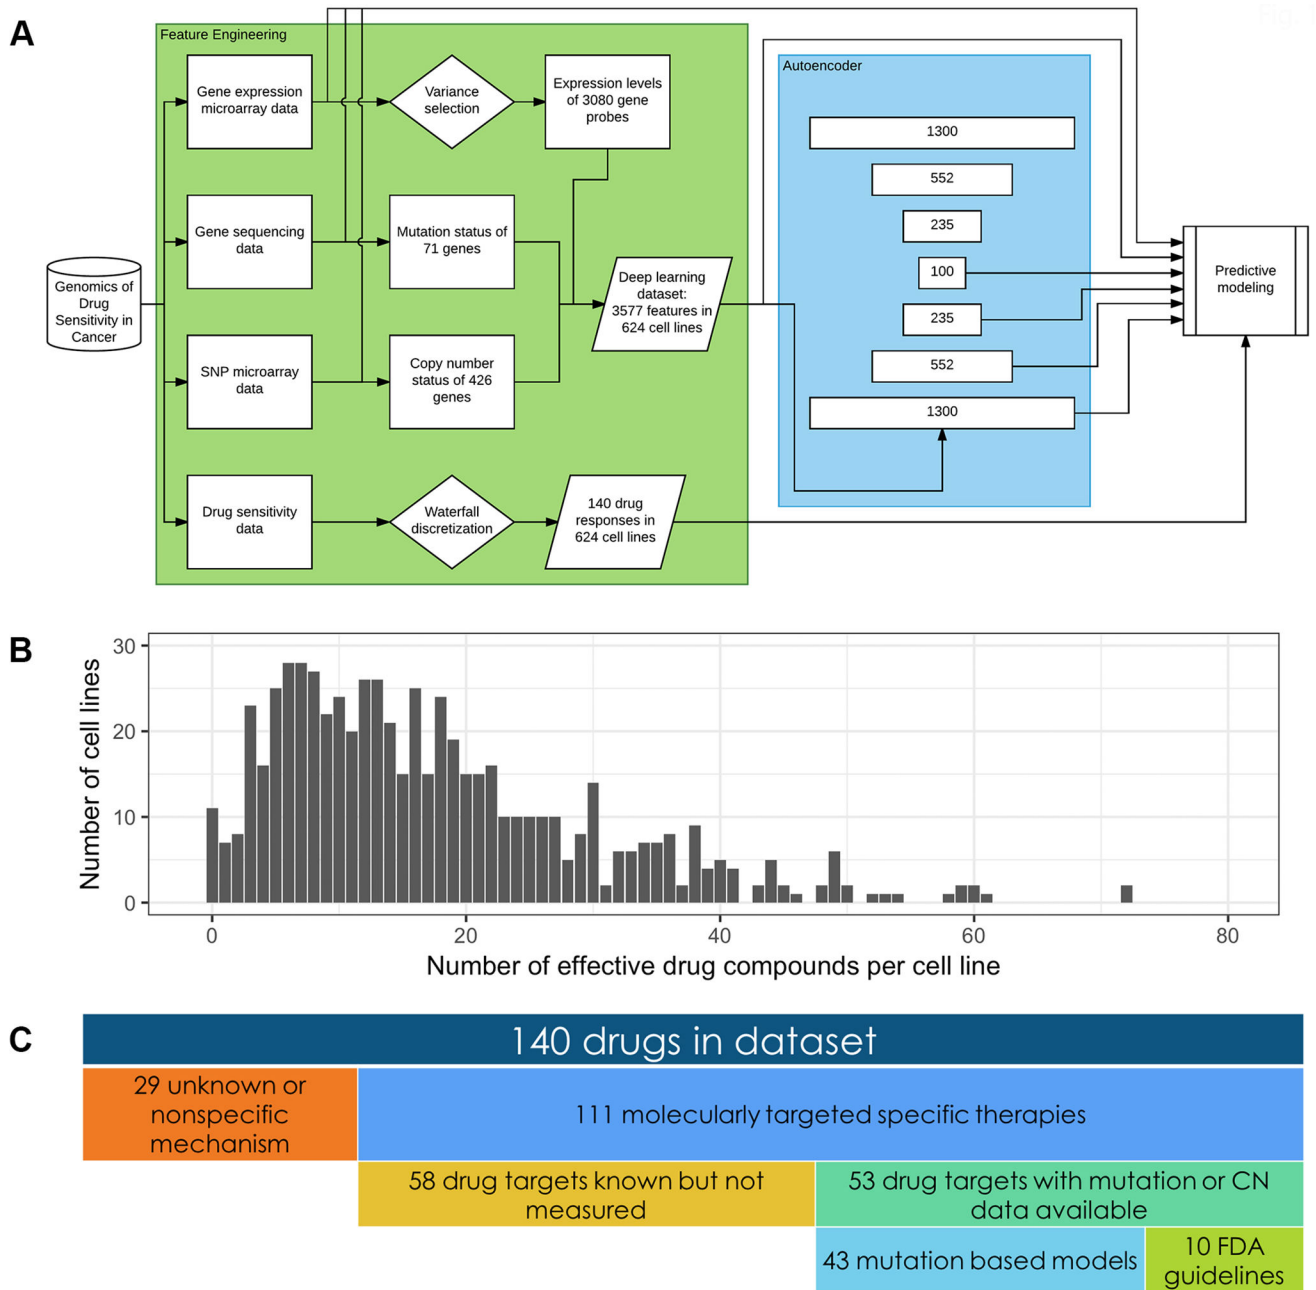 A
Feature Engineering
Gene expression
microarray data
Variance
selection
Expression levels
of 3080 gene
probes
Autoencoder
1300
552
235
100
235
552
1300
Gene sequencing
data
Mutation status of
71 genes
Genomics of
Drug
Sensitivity in
Cancer
Deep learning
dataset:
3577 features in
624 cell lines
Predictive
modeling
SNP microarray
data
Copy number
status of 426
genes
Drug sensitivity
data
Waterfall
discretization
140 drug
responses in
624 cell lines
B
Number of cell lines
30
20
10
0
0
20
40
60
80
Number of effective drug compounds per cell line
C
140 drugs in dataset
29 unknown or
nonspecific
mechanism
111 molecularly targeted specific therapies
58 drug targets known but not
measured
53 drug targets with mutation or CN
data available
43 mutation based models
10 FDA
guidelines